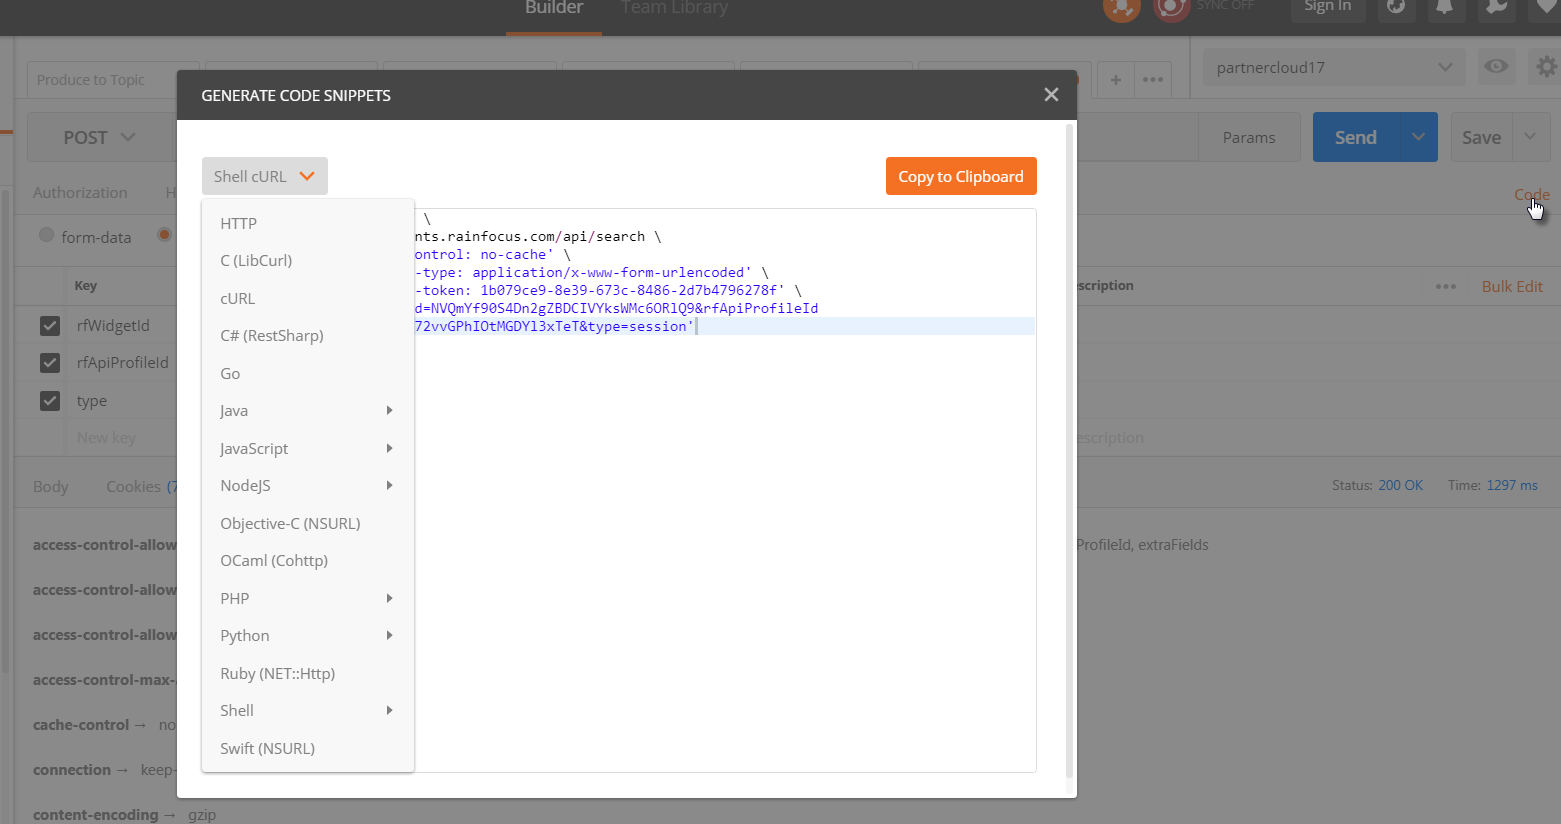 Builder
Team Library
SYNC OFF
Sign In
Produce to Topic
partnercloud17
GENERATE CODE SNIPPETS
POST
Params
Send
Save
Shell cURL
Copy to Clipboard
Authorization
H
Code
HTTP
\
form-data
nts.rainfocus.com/api/search \
C (LibCurl)
ontrol: no-cache' \
-type: application/x-www-form-urlencoded' \
Key
cURL
-token: 1b079ce9-8e39-673c-8486-2d7b4796278f' \
scription
Bulk Edit
d=NVQmYf90S4Dn2gZBDCIVYksWMc6ORlQ9&rfApiProfileId
rfWidgetId
72vvGPhIOtMGDYl3xTeT&type=session'
C# (RestSharp)
rfApiProfileId
Go
type
Java
New key
escription
JavaScript
Body
Cookies (7
NodeJS
Status: 200 OK
Time: 1297 ms
Objective-C (NSURL)
access-control-allow
ProfileId, extraFields
OCaml (Cohttp)
access-control-allow
PHP
access-control-allow
Python
access-control-max-
Ruby (NET::Http)
cache-control → no
Shell
Swift (NSURL)
connection → keep-
content-encoding → gzip